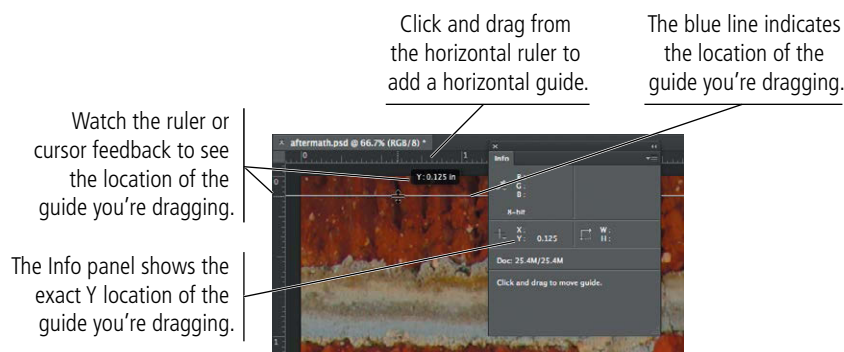 Click and drag from
the horizontal ruler to
add a horizontal guide.
The blue line indicates
the location of the
guide you're dragging.
Watch the ruler or
cursor feedback to see
the location of the
guide you're dragging.
The Info panel shows the
exact Y location of the
guide you're dragging.
× aftermath.psd @ 66.7% (RGB/8) *
0 1
0
1
Y: 0.125 in
Info
R:
G:
B:
8-bit
X:
Y: 0.125
W:
H:
Doc: 25.4M/25.4M
Click and drag to move guide.